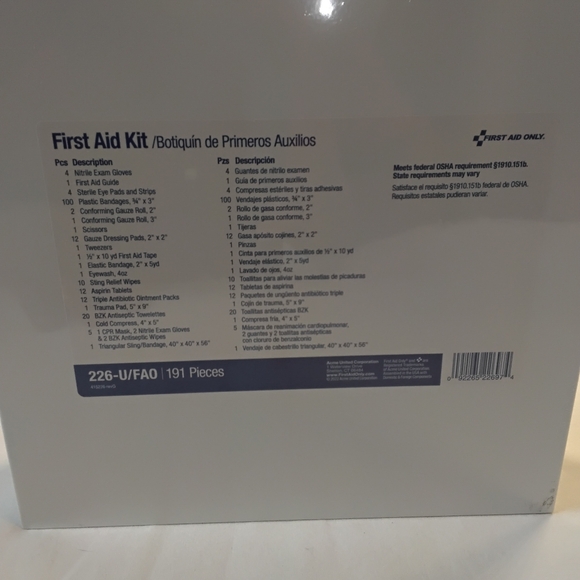 First Aid Kit /Botiquín de Primeros Auxilios
FIRST AID ONLY
Pcs Description
4 Nitrile Exam Gloves
1 First Aid Guide
4 Sterile Eye Pads and Strips
100 Plastic Bandages, ¾" x 3"
2 Conforming Gauze Roll, 2"
1 Conforming Gauze Roll, 3"
1 Scissors
12 Gauze Dressing Pads, 2" x 2"
1 Tweezers
1 ½" x 10 yd First Aid Tape
1 Elastic Bandage, 2" x 5yd
1 Eyewash, 4oz
10 Sting Relief Wipes
12 Aspirin Tablets
12 Triple Antibiotic Ointment Packs
1 Trauma Pad, 5" x 9"
20 BZK Antiseptic Towelettes
1 Cold Compress, 4" x 5"
5 1 CPR Mask, 2 Nitrile Exam Gloves
& 2 BZK Antiseptic Wipes
1 Triangular Sling/Bandage, 40" x 40" x 56"
Pzs Descripción
4 Guantes de nitrilo examen
1 Guía de primeros auxilios
4 Compresas estériles y tiras adhesivas
100 Vendajes plásticos, ¾" x 3"
2 Rollo de gasa conforme, 2"
1 Rollo de gasa conforme, 3"
1 Tijeras
12 Gasa apósito cojines, 2" x 2"
1 Pinzas
1 Cinta para primeros auxilios de ½" x 10 yd
1 Vendaje elástico, 2" x 5yd
1 Lavado de ojos, 4oz
10 Toallitas para aliviar las molestias de picaduras
12 Tabletas de aspirina
12 Paquetes de ungüento antibiótico triple
1 Cojín de trauma, 5" x 9"
20 Toallitas antisépticas BZK
1 Compresa fría, 4" x 5"
5 Máscara de reanimación cardiopulmonar,
2 guantes y 2 toallitas antisépticas
con cloruro de benzalconio
1 Vendaje de cabestrillo triangular, 40" x 40" x 56"
Meets federal OSHA requirement §1910.151b.
State requirements may vary
Satisface el requisito §1910.151b federal de OSHA.
Requisitos estatales pudieran variar.
226-U/FAO | 191 Pieces
Acme United Corporation
0 92265 22697 4